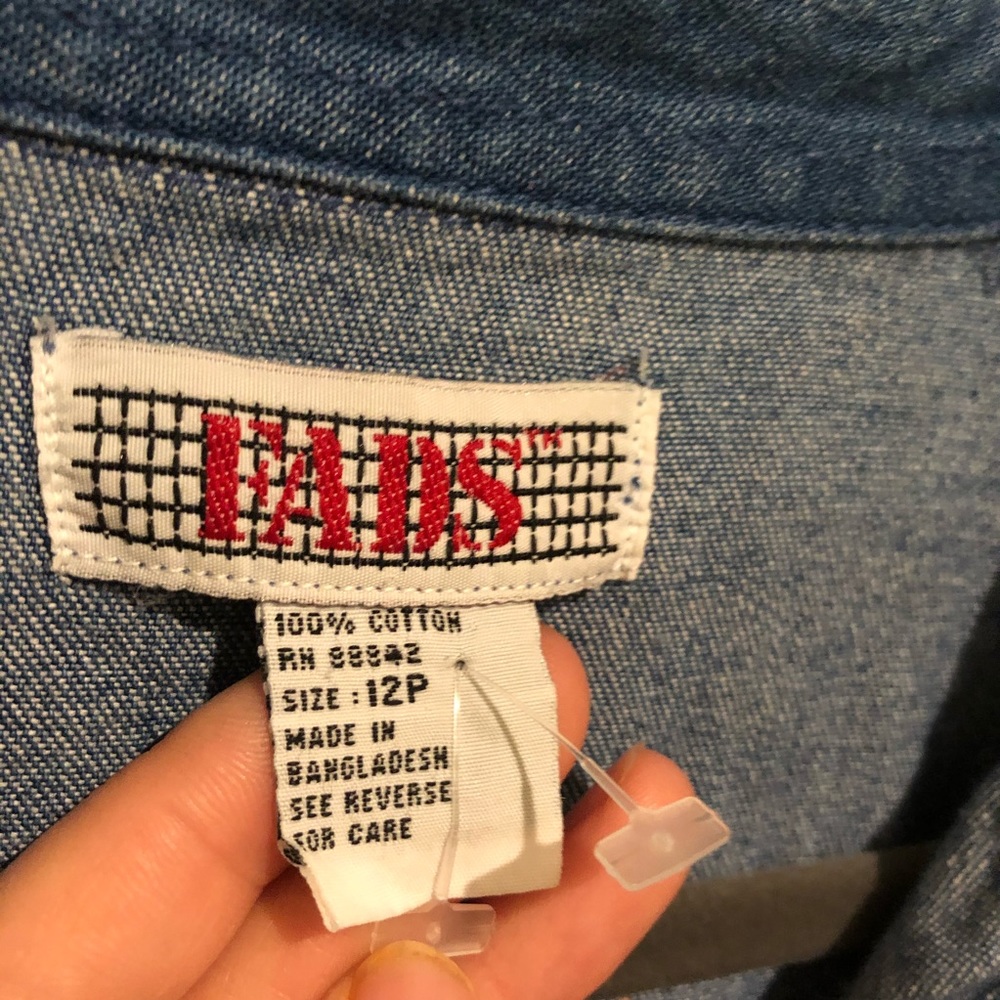 FADS™
100% COTTON
RN 88842
SIZE : 12P
MADE IN
BANGLADESH
SEE REVERSE
FOR CARE